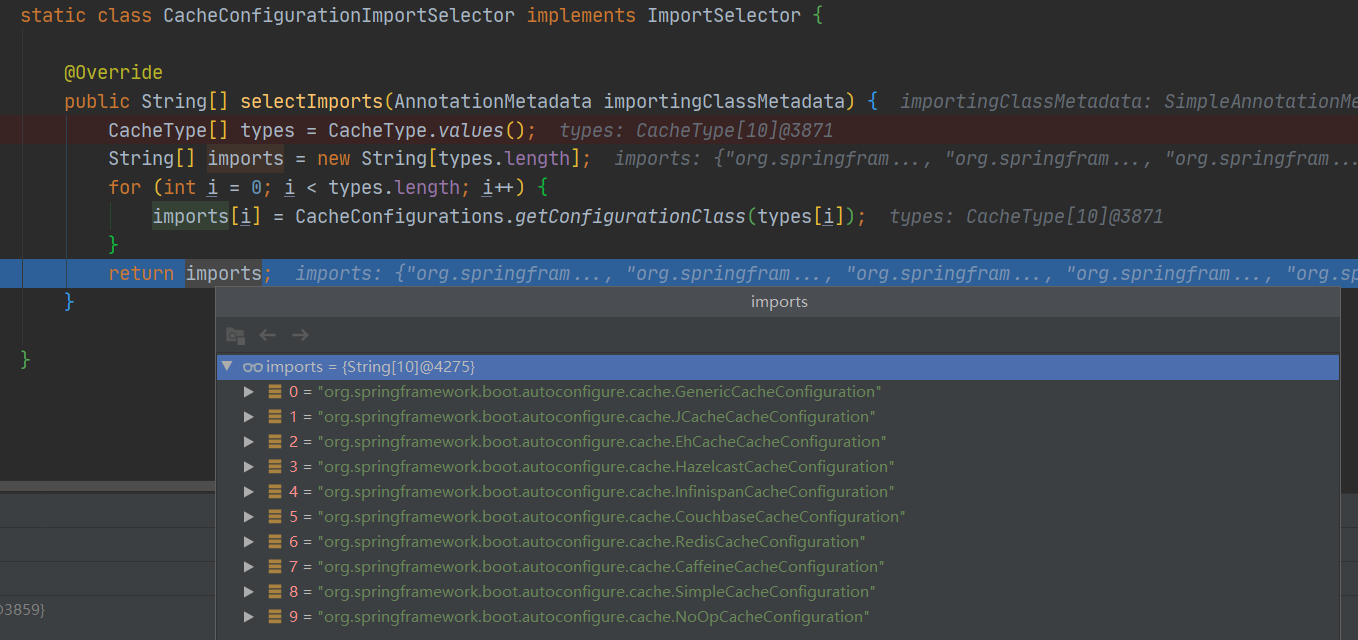 static class CacheConfigurationImportSelector implements ImportSelector {
@Override
public String[] selectImports(AnnotationMetadata importingClassMetadata) { importingClassMetadata: SimpleAnnotationMe
CacheType[] types = CacheType.values(); types: CacheType[10]@3871
String[] imports = new String[types.length]; imports: {"org.springfram..., "org.springfram..., "org.springfram...
for (int i = 0; i < types.length; i++) {
imports[i] = CacheConfigurations.getConfigurationClass(types[i]); types: CacheType[10]@3871
}
return imports; imports: {"org.springfram..., "org.springfram..., "org.springfram..., "org.springfram..., "org.sp
}
imports
}
imports = {String[10]@4275}
0 = "org.springframework.boot.autoconfigure.cache.GenericCacheConfiguration"
1 = "org.springframework.boot.autoconfigure.cache.JCacheCacheConfiguration"
2 = "org.springframework.boot.autoconfigure.cache.EhCacheCacheConfiguration"
3 = "org.springframework.boot.autoconfigure.cache.HazelcastCacheConfiguration"
4 = "org.springframework.boot.autoconfigure.cache.InfinispanCacheConfiguration"
5 = "org.springframework.boot.autoconfigure.cache.CouchbaseCacheConfiguration"
6 = "org.springframework.boot.autoconfigure.cache.RedisCacheConfiguration"
7 = "org.springframework.boot.autoconfigure.cache.CaffeineCacheConfiguration"
8 = "org.springframework.boot.autoconfigure.cache.SimpleCacheConfiguration"
@3859}
9 = "org.springframework.boot.autoconfigure.cache.NoOpCacheConfiguration"